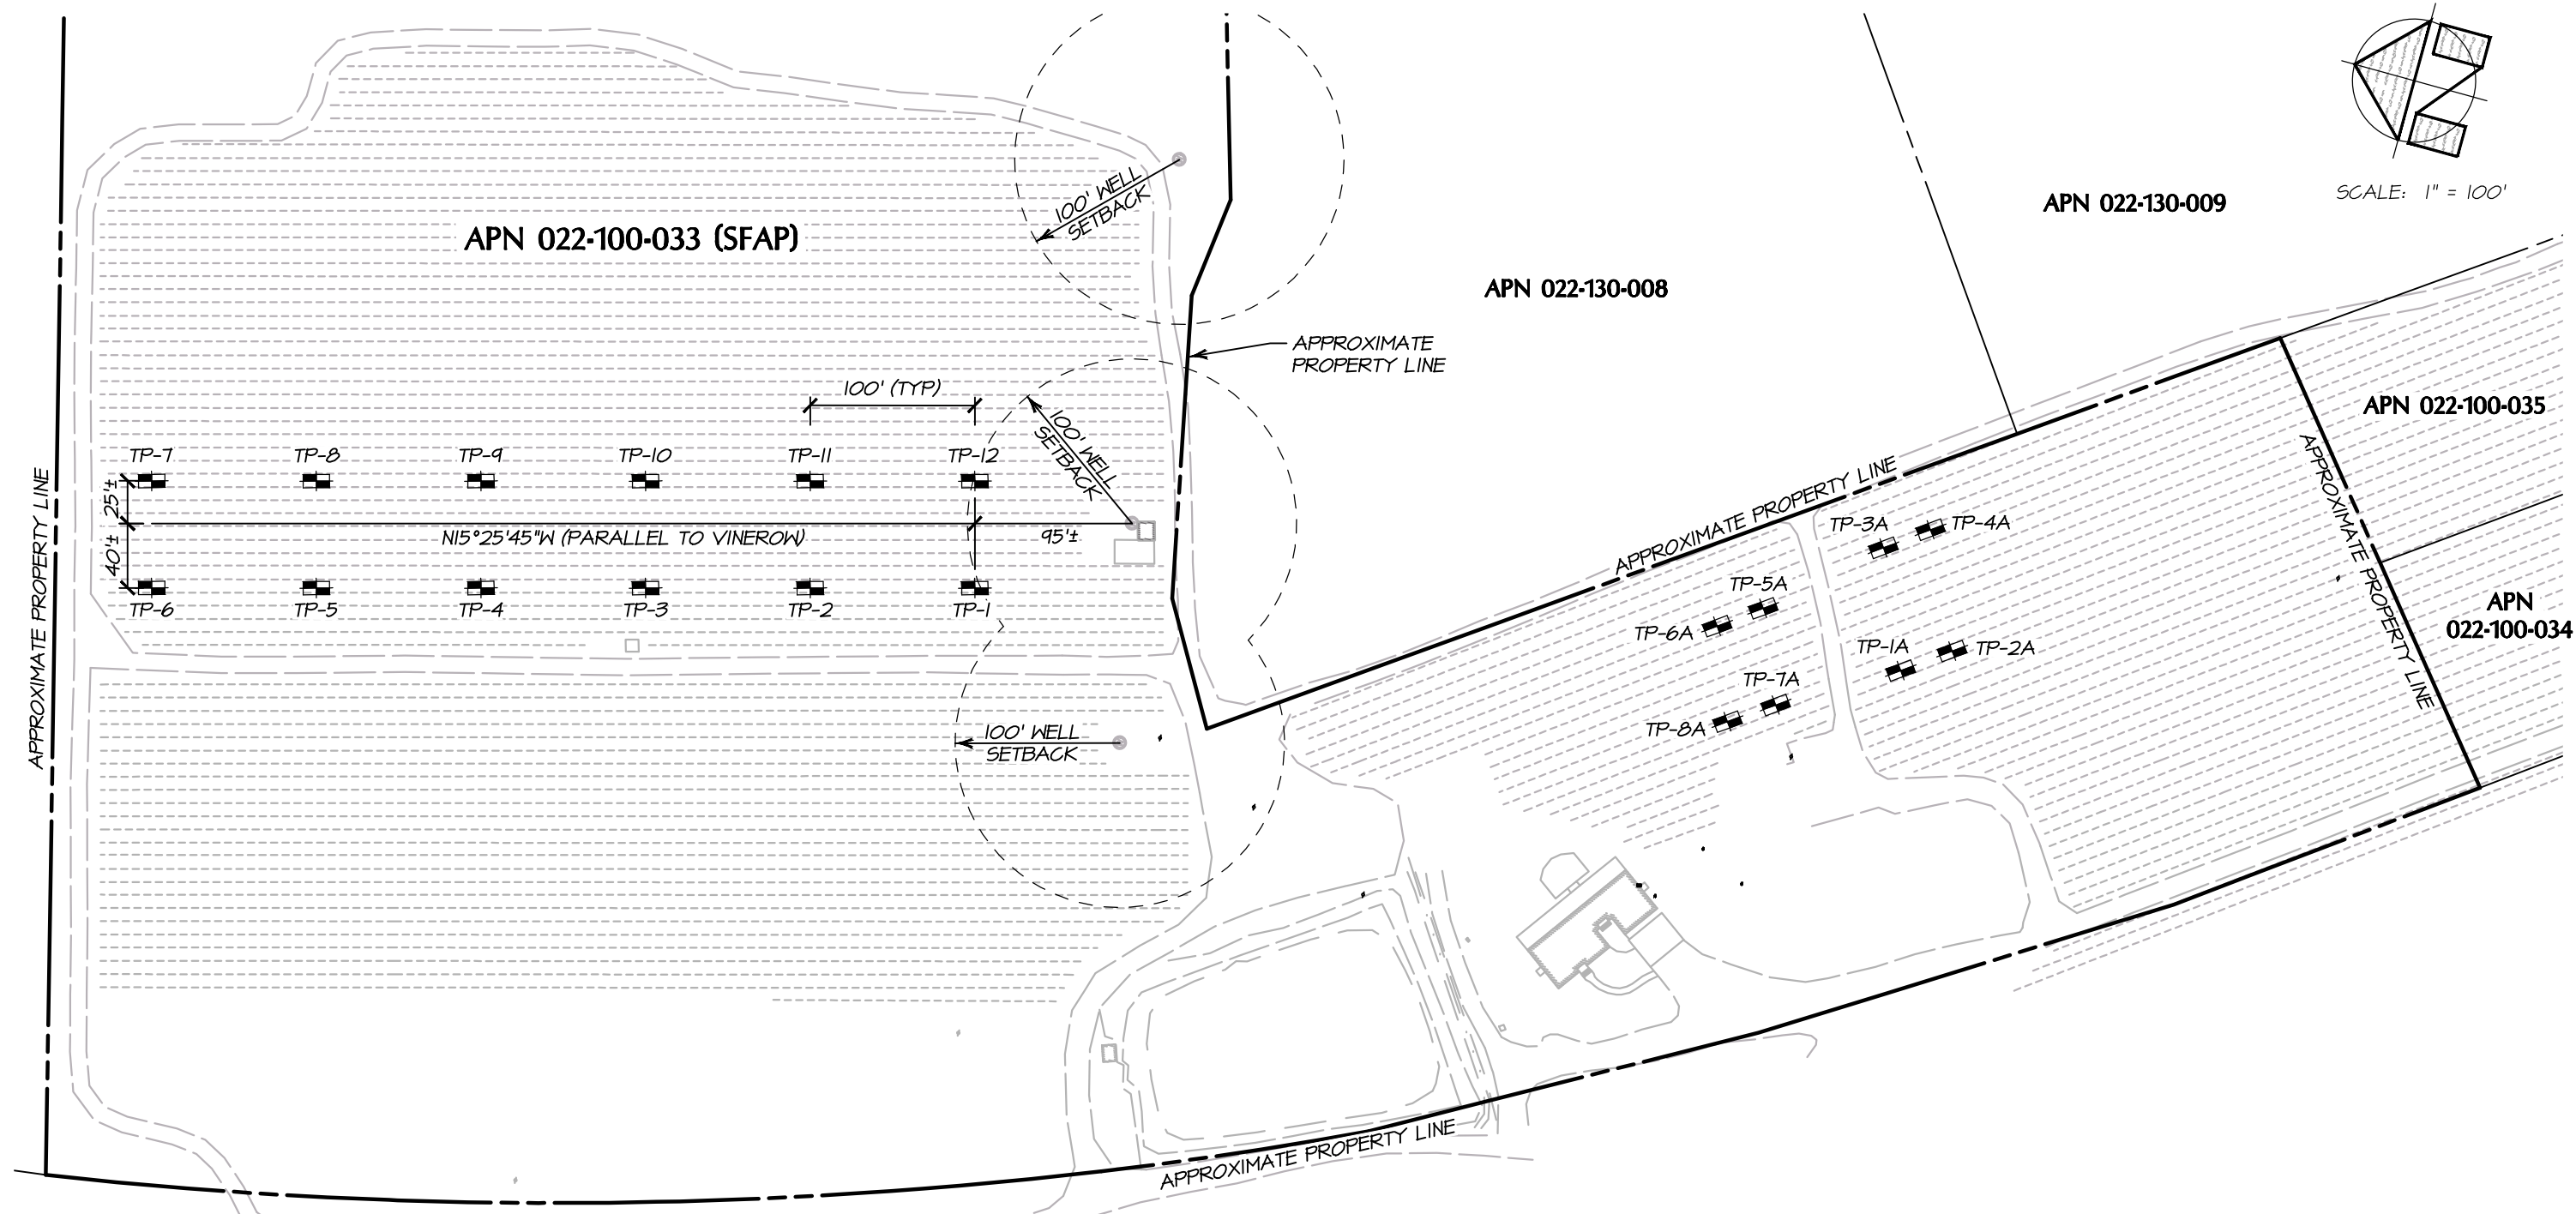 SCALE: 1" = 100'
APN 022-130-009
APN 022-100-033 (SFAP)
100' WELL
SETBACK
APN 022-130-008
APPROXIMATE
PROPERTY LINE
100' (TYP)
100' WELL
SETBACK
APN 022-100-035
TP-7
TP-8
TP-9
TP-10
TP-11
TP-12
APPROXIMATE PROPERTY LINE
25'±
40'±
N15°25'45"W (PARALLEL TO VINEROW)
95'±
APPROXIMATE PROPERTY LINE
APPROXIMATE PROPERTY LINE
TP-3A
TP-4A
TP-5A
TP-6A
TP-6
TP-5
TP-4
TP-3
TP-2
TP-1
APN
022-100-034
TP-1A
TP-2A
TP-7A
TP-8A
100' WELL
SETBACK
APPROXIMATE PROPERTY LINE